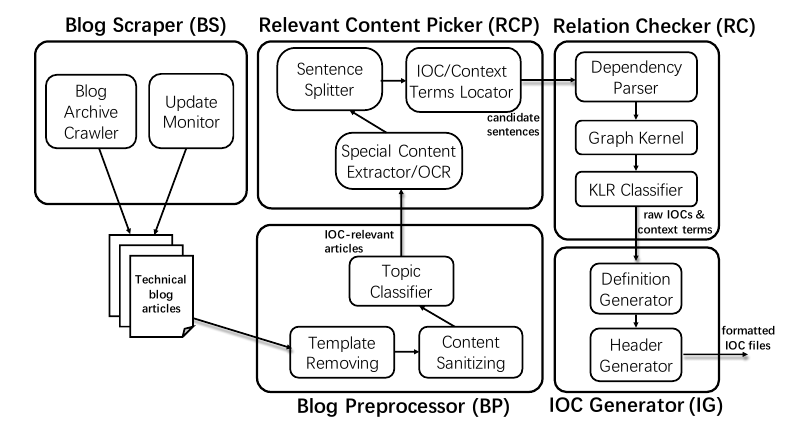 Blog Scraper (BS)
Blog
Archive
Crawler
Update
Monitor
Technical
blog
articles
Relevant Content Picker (RCP)
Sentence
Splitter
IOC/Context
Terms Locator
candidate
sentences
Special Content
Extractor/OCR
IOC-relevant
articles
Topic
Classifier
Template
Removing
Content
Sanitizing
Blog Preprocessor (BP)
Relation Checker (RC)
Dependency
Parser
Graph Kernel
KLR Classifier
raw IOCs &
context terms
Definition
Generator
Header
Generator
formatted
IOC files
IOC Generator (IG)